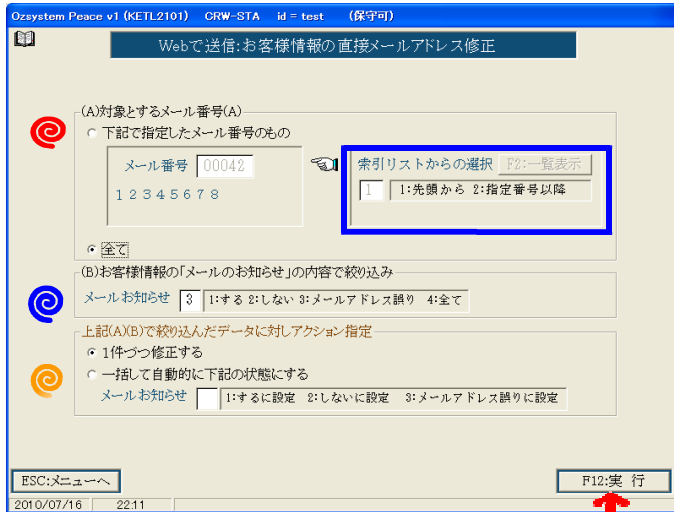 Ozsystem Peace v1 (KETL2101) CRW-STA id = test (保守可)
Webで送信:お客様情報の直接メールアドレス修正
(A)対象とするメール番号(A)
下記で指定したメール番号のもの
メール番号 00042
1 2 3 4 5 6 7 8
索引リストからの選択 F2:一覧表示
1 1:先頭から 2:指定番号以降
全て
(B)お客様情報の「メールのお知らせ」の内容で絞り込み
メールお知らせ 3 1:する 2:しない 3:メールアドレス誤り 4:全て
上記(A)(B)で絞り込んだデータに対しアクション指定
1件づつ修正する
一括して自動的に下記の状態にする
メールお知らせ 1:するに設定 2:しないに設定 3:メールアドレス誤りに設定
ESC:メニューへ
F12:実 行
2010/07/16 22:11